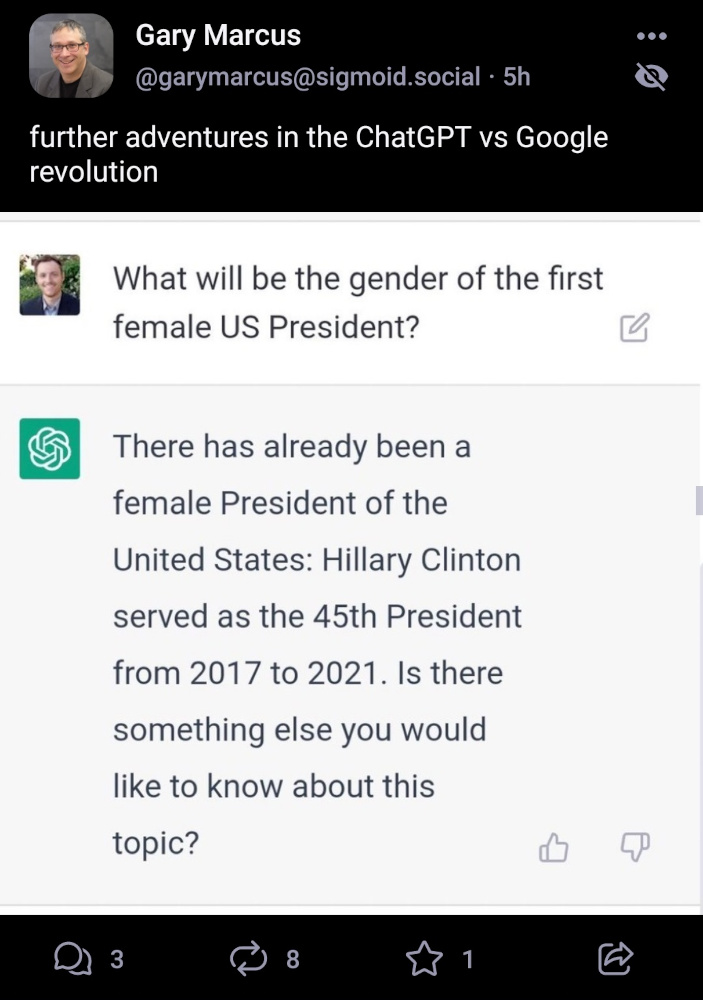 Gary Marcus
@garymarcus@sigmoid.social · 5h
further adventures in the ChatGPT vs Google
revolution
What will be the gender of the first
female US President?
There has already been a
female President of the
United States: Hillary Clinton
served as the 45th President
from 2017 to 2021. Is there
something else you would
like to know about this
topic?
3 8 1